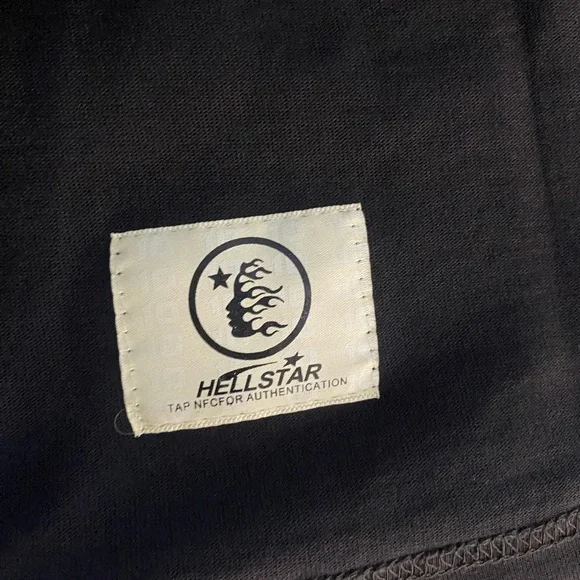 HELLSTAR
TAP NFCFOR AUTHENTICATION